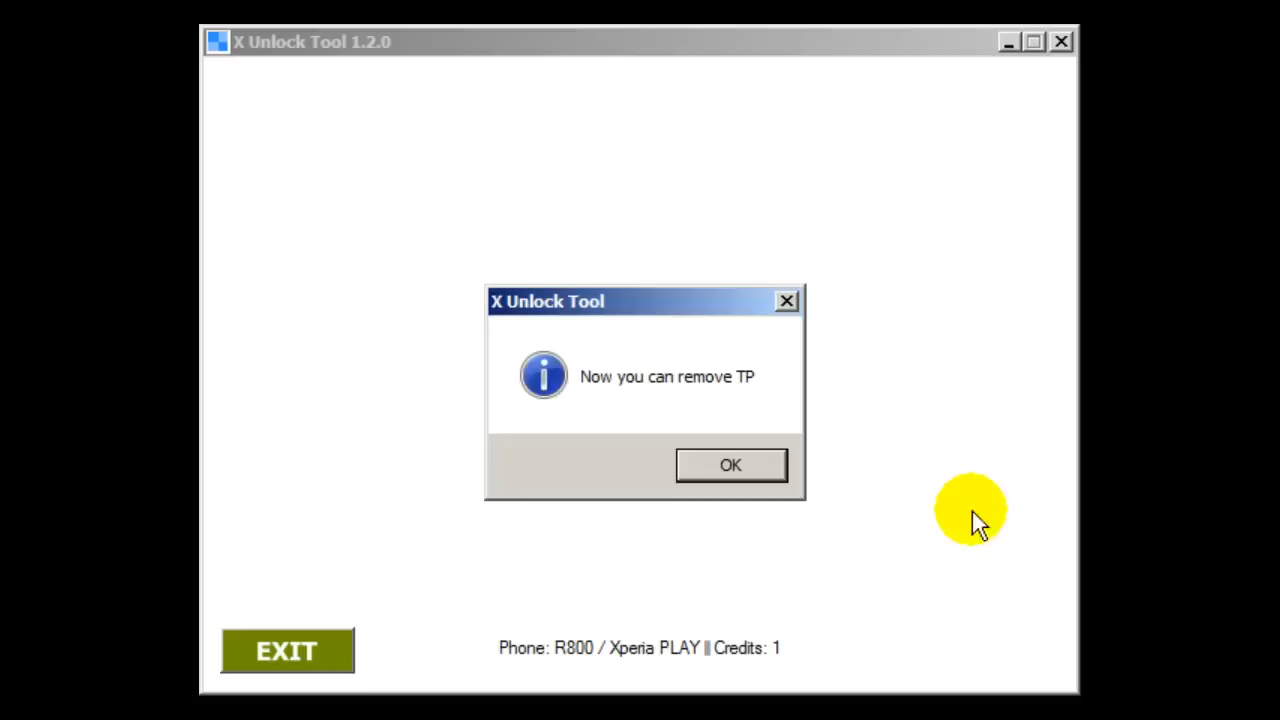 X Unlock Tool 1.2.0
X Unlock Tool
Now you can remove TP
OK
EXIT
Phone: R800 / Xperia PLAY || Credits: 1